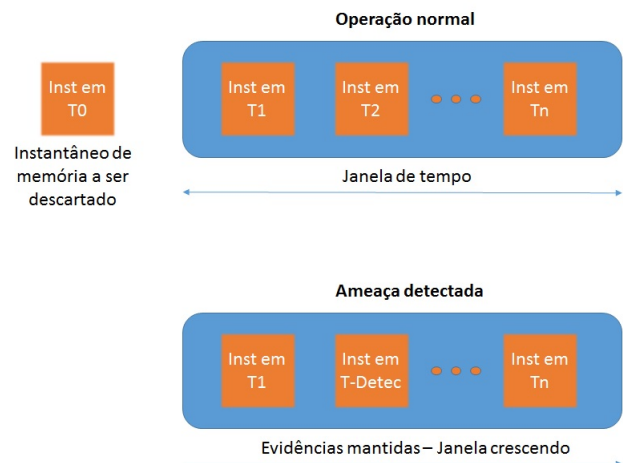 Operação normal
Inst em
T0
Inst em
T1
Inst em
T2
Inst em
Tn
Instantâneo de
memória a ser
descartado
Janela de tempo
Ameaça detectada
Inst em
T1
Inst em
T-Detec
Inst em
Tn
Evidências mantidas – Janela crescendo